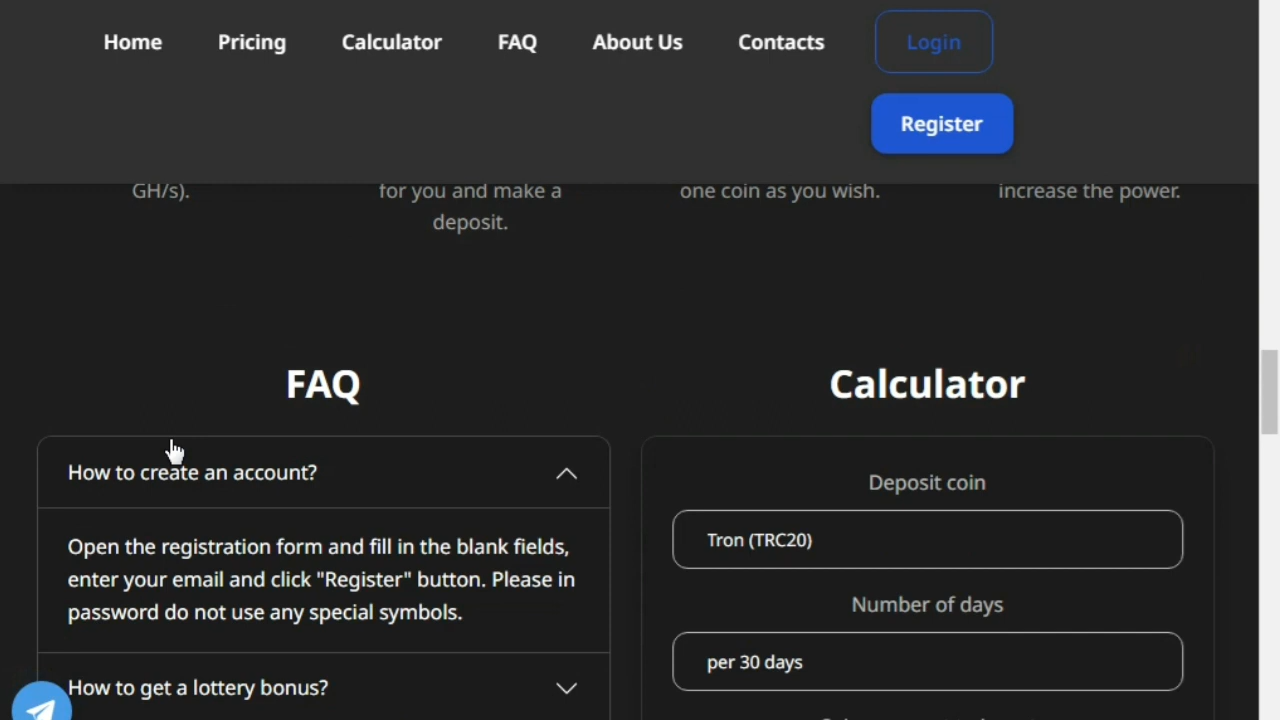 Home Pricing Calculator FAQ About Us Contacts Login
Register
GH/s).
for you and make a
deposit.
one coin as you wish.
increase the power.
FAQ
How to create an account?
Open the registration form and fill in the blank fields,
enter your email and click "Register" button. Please in
password do not use any special symbols.
How to get a lottery bonus?
Calculator
Deposit coin
Tron (TRC20)
Number of days
per 30 days